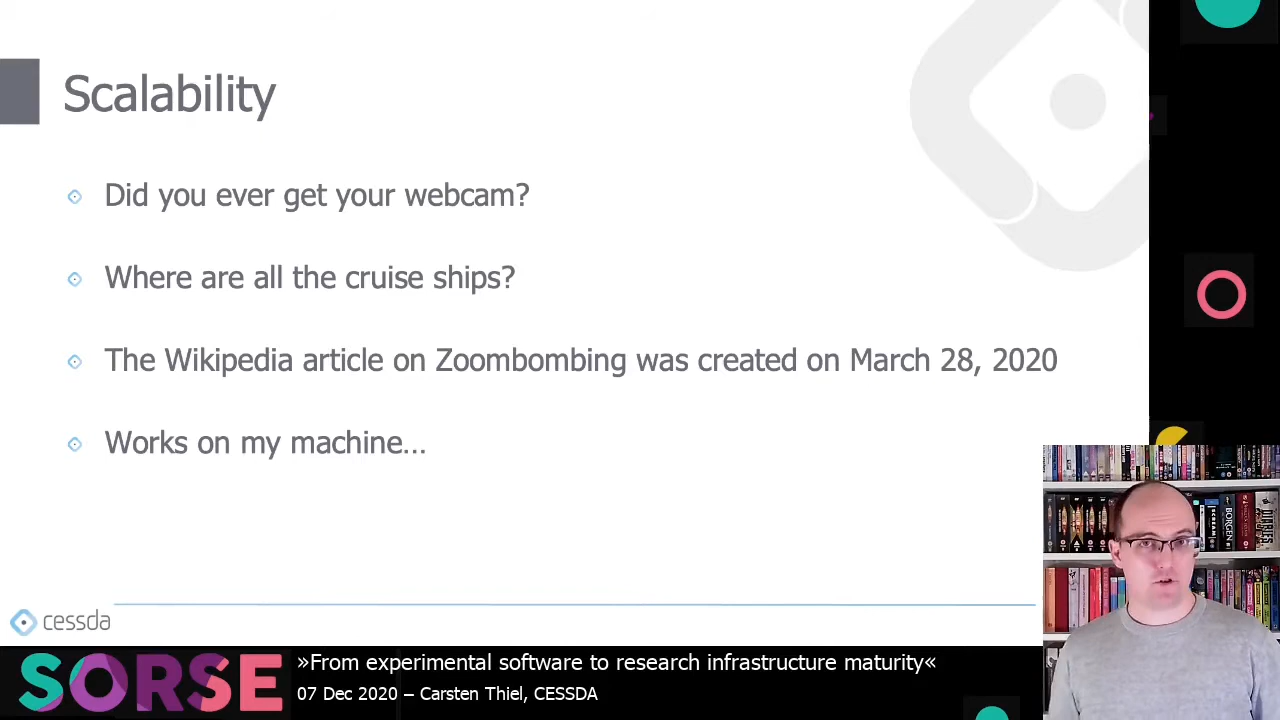 Scalability
Did you ever get your webcam?
Where are all the cruise ships?
The Wikipedia article on Zoombombing was created on March 28, 2020
Works on my machine...
cessda
BORGEN
SORSE
»From experimental software to research infrastructure maturity«
07 Dec 2020 – Carsten Thiel, CESSDA